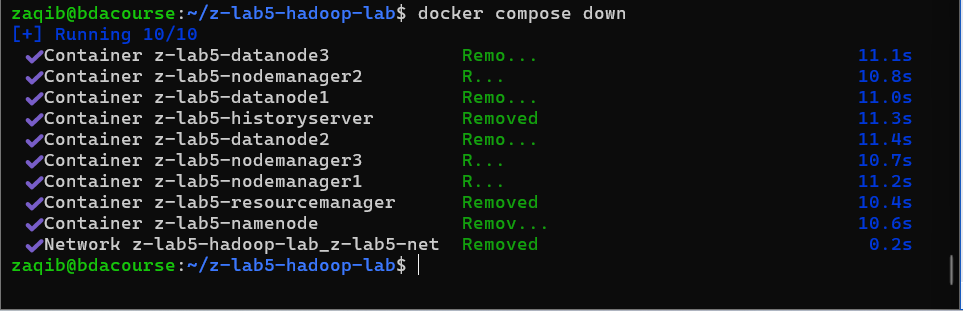 zaqib@bdacourse:~/z-lab5-hadoop-lab$ docker compose down
[+] Running 10/10
✔Container z-lab5-datanode3 Remo... 11.1s
✔Container z-lab5-nodemanager2 R... 10.8s
✔Container z-lab5-datanode1 Remo... 11.0s
✔Container z-lab5-historyserver Removed 11.3s
✔Container z-lab5-datanode2 Remo... 11.4s
✔Container z-lab5-nodemanager3 R... 10.7s
✔Container z-lab5-nodemanager1 R... 11.2s
✔Container z-lab5-resourcemanager Removed 10.4s
✔Container z-lab5-namenode Remov... 10.6s
✔Network z-lab5-hadoop-lab_z-lab5-net Removed 0.2s
zaqib@bdacourse:~/z-lab5-hadoop-lab$